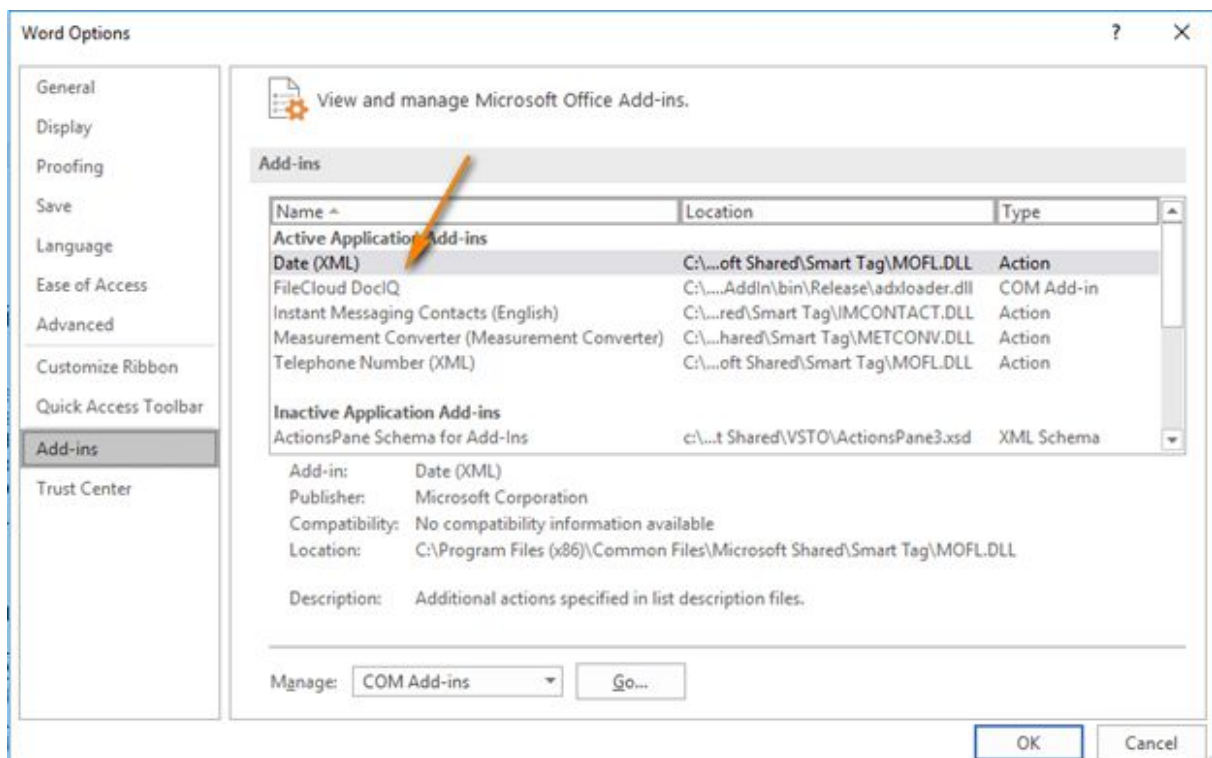 Word Options ? ×
General
Display
Proofing
Save
Language
Ease of Access
Advanced
Customize Ribbon
Quick Access Toolbar
Add-ins
Trust Center
View and manage Microsoft Office Add-ins.
Add-ins
Name Location Type
Active Application Add-ins
Date (XML) C:\...oft Shared\Smart Tag\MOFL.DLL Action
FileCloud DocIQ C:\....AddIn\bin\Release\adxloader.dll COM Add-in
Instant Messaging Contacts (English) C:\...red\Smart Tag\IMCONTACT.DLL Action
Measurement Converter (Measurement Converter) C:\...hared\Smart Tag\METCONV.DLL Action
Telephone Number (XML) C:\...oft Shared\Smart Tag\MOFL.DLL Action
Inactive Application Add-ins
ActionsPane Schema for Add-Ins c:\...t Shared\VSTO\ActionsPane3.xsd XML Schema
Add-in: Date (XML)
Publisher: Microsoft Corporation
Compatibility: No compatibility information available
Location: C:\Program Files (x86)\Common Files\Microsoft Shared\Smart Tag\MOFL.DLL
Description: Additional actions specified in list description files.
Manage: COM Add-ins Go...
OK Cancel